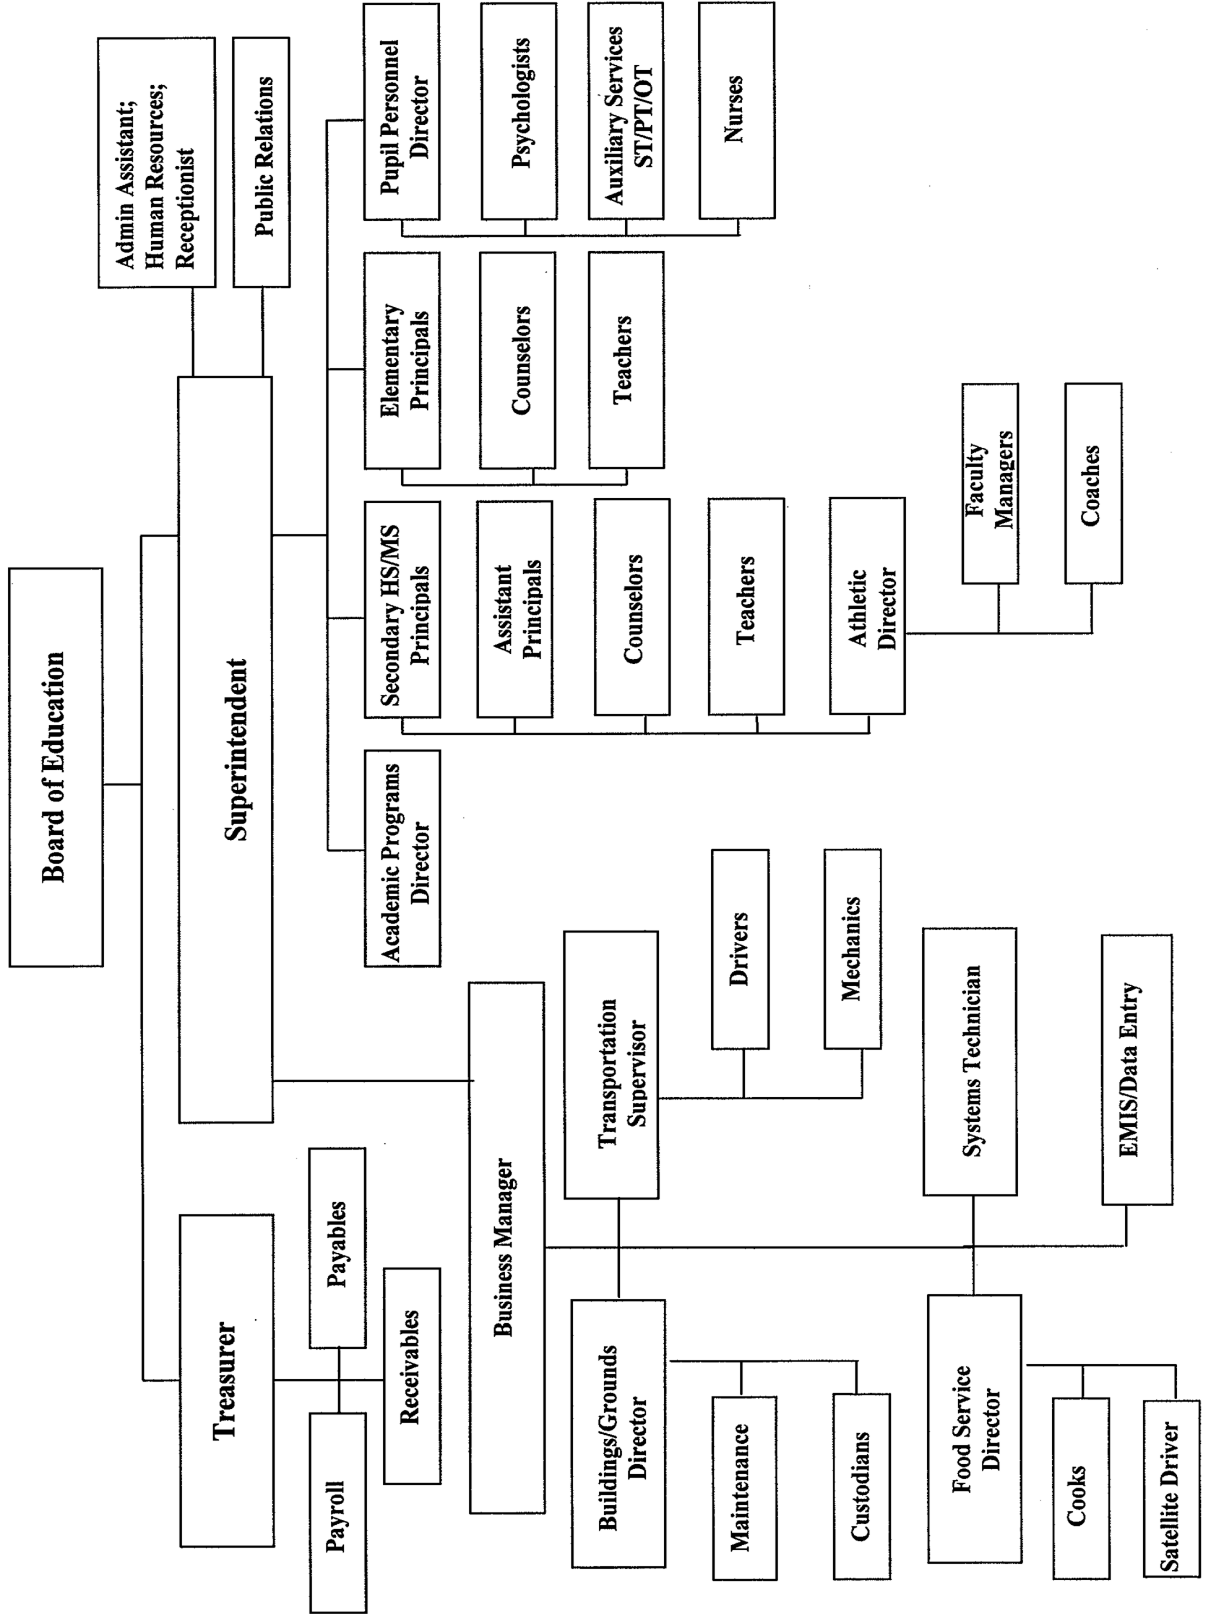 Board of Education
Treasurer
Superintendent
Admin Assistant;
Human Resources;
Receptionist
Public Relations
Payroll
Payables
Receivables
Academic Programs
Director
Secondary HS/MS
Principals
Elementary
Principals
Pupil Personnel
Director
Assistant
Principals
Counselors
Teachers
Athletic
Director
Faculty
Managers
Coaches
Counselors
Teachers
Psychologists
Auxiliary Services
ST/PT/OT
Nurses
Business Manager
Buildings/Grounds
Director
Maintenance
Custodians
Transportation
Supervisor
Drivers
Mechanics
Food Service
Director
Cooks
Satellite Driver
Systems Technician
EMIS/Data Entry